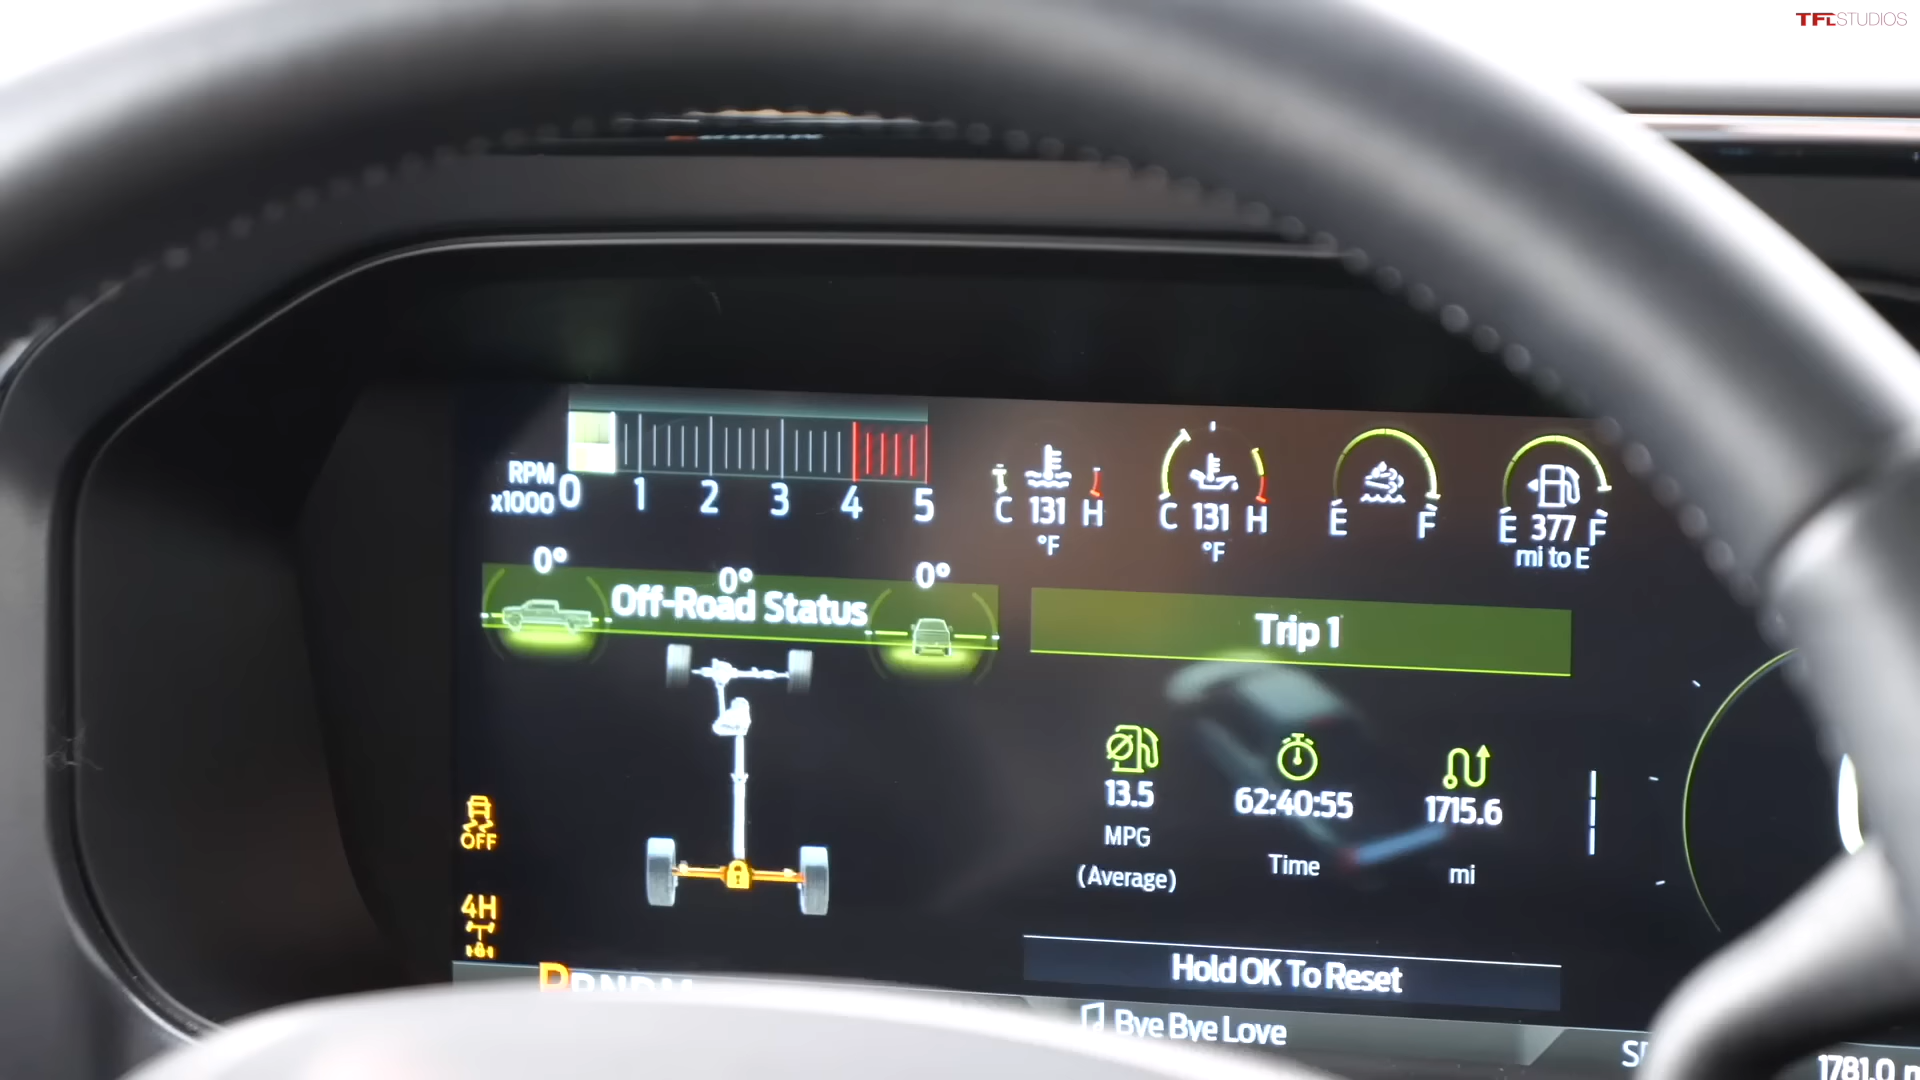 TFLSTUDIOS
RPM
x1000
0 1 2 3 4 5
C 131 H
°F
C 131 H
°F
E F
E 377 F
mi to E
0° 0° 0°
Off-Road Status
Trip 1
13.5
MPG
(Average)
62:40:55
Time
1715.6
mi
OFF
4H
PRNDM
Hold OK To Reset
Bye Bye Love
1781.0